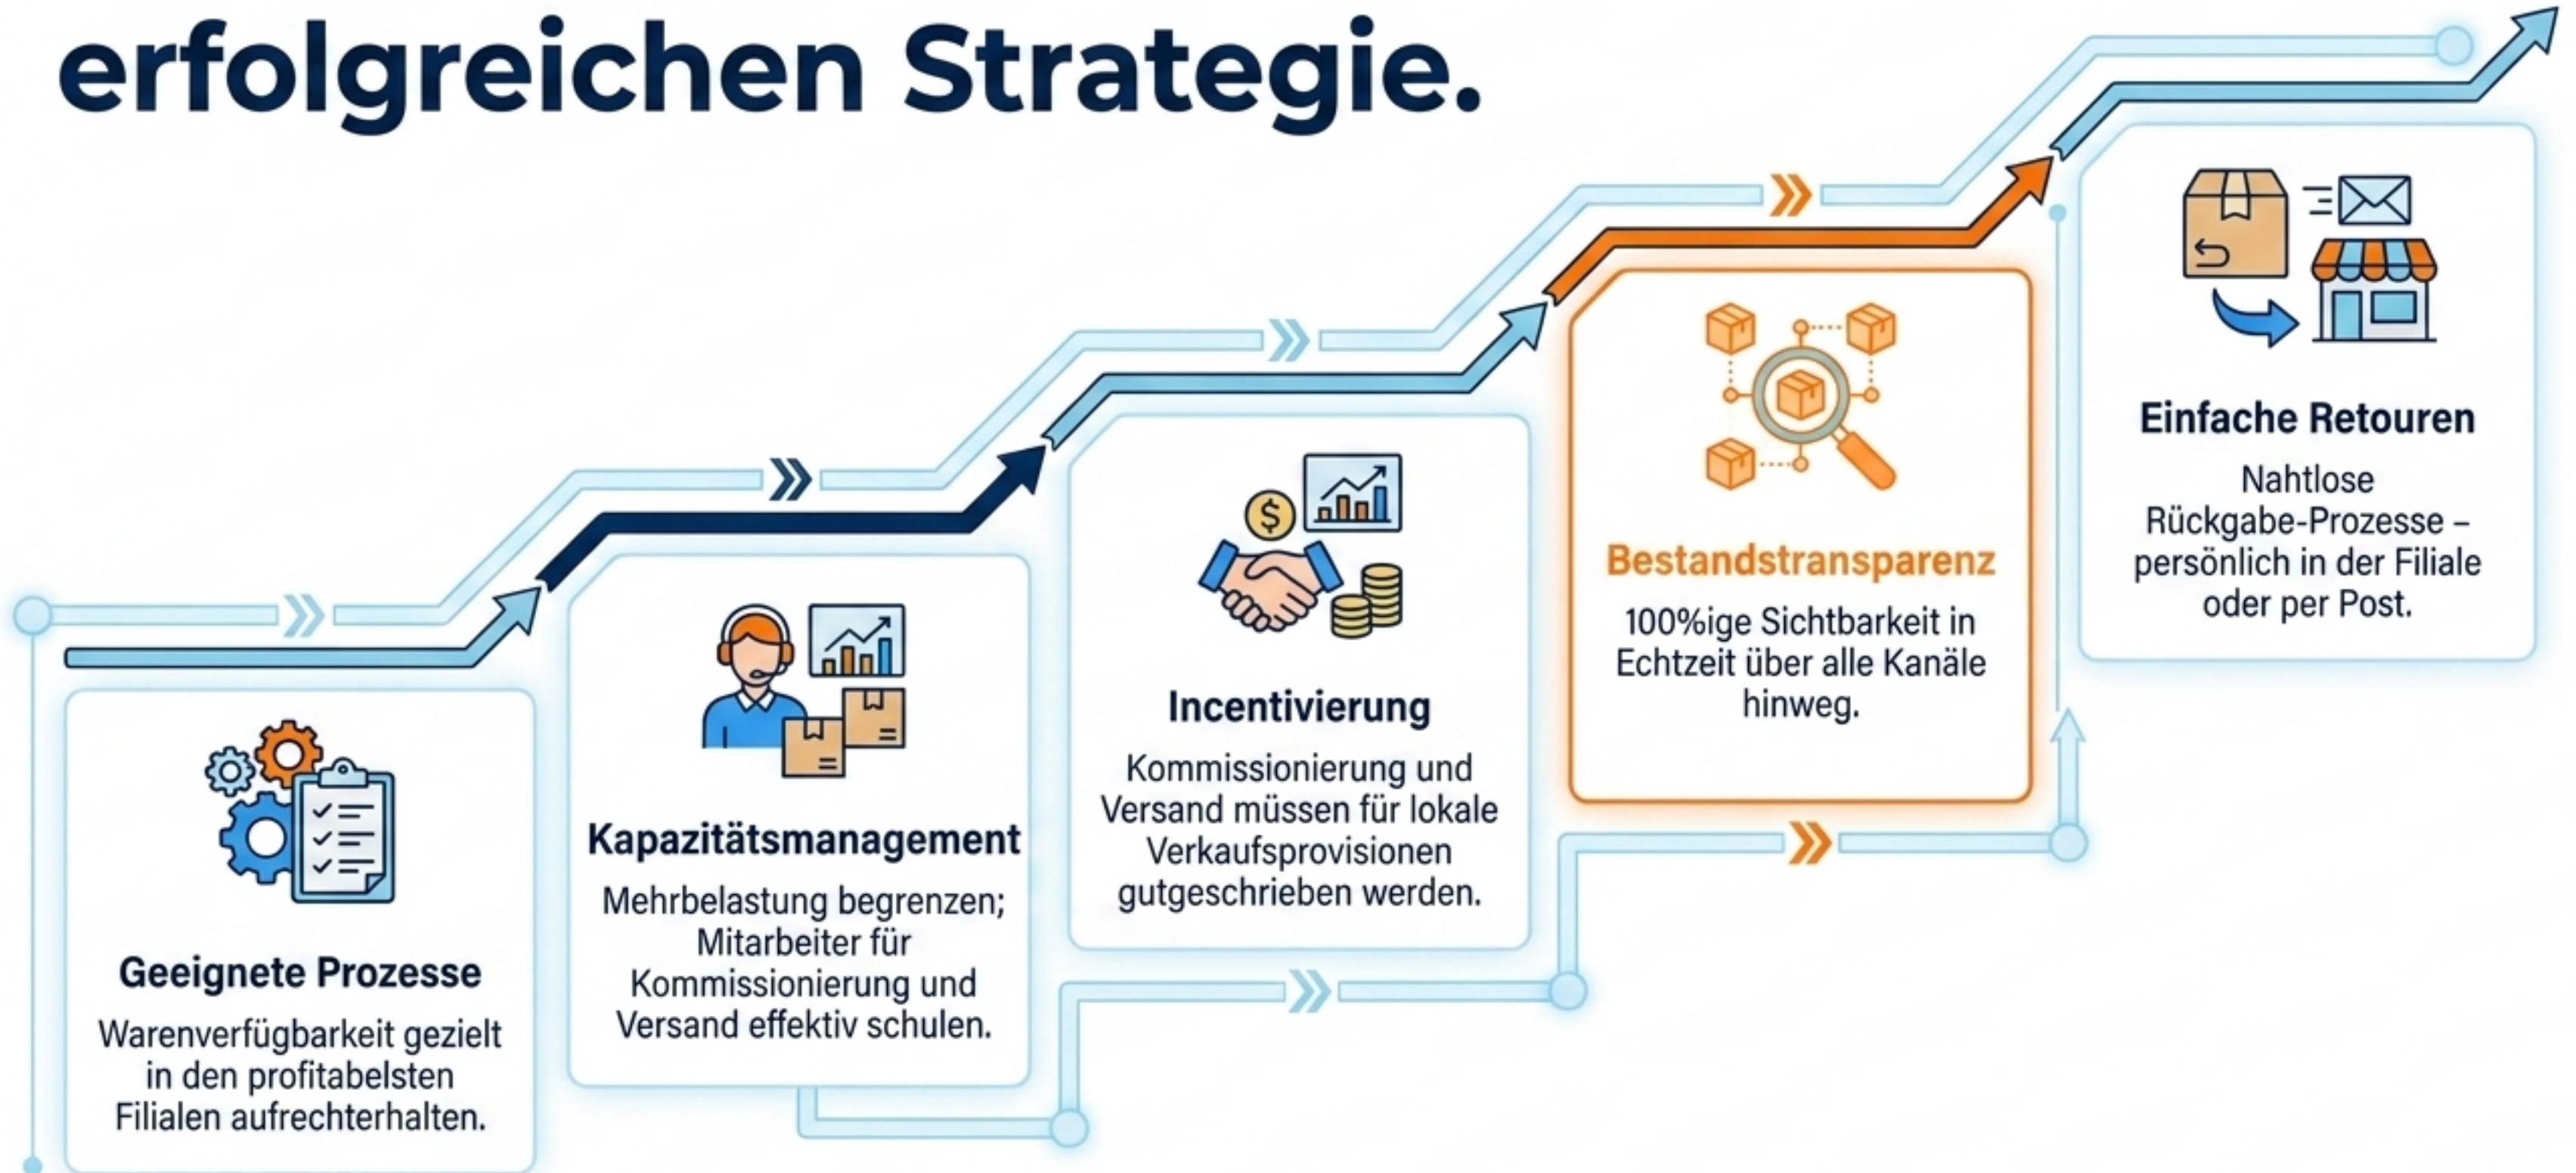 erfolgreichen Strategie.
Geeignete Prozesse
Warenverfügbarkeit gezielt
in den profitabelsten
Filialen aufrechterhalten.
Kapazitätsmanagement
Mehrbelastung begrenzen;
Mitarbeiter für
Kommissionierung und
Versand effektiv schulen.
$
Incentivierung
Kommissionierung und
Versand müssen für lokale
Verkaufsprovisionen
gutgeschrieben werden.
Bestandstransparenz
100%ige Sichtbarkeit in
Echtzeit über alle Kanäle
hinweg.
Einfache Retouren
Nahtlose
Rückgabe-Prozesse –
persönlich in der Filiale
oder per Post.